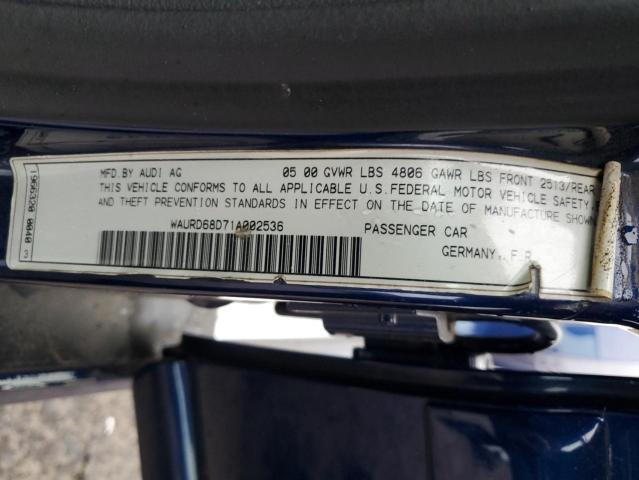 MFD BY AUDI AG 05 00 GVWR LBS 4806 GAWR LBS FRONT 2513/REAR
THIS VEHICLE CONFORMS TO ALL APPLICABLE U.S.FEDERAL MOTOR VEHICLE SAFETY,
AND THEFT PREVENTION STANDARDS IN EFFECT ON THE DATE OF MANUFACTURE SHOWN
WAURD68D71A002536 PASSENGER CAR
GERMANY, F.R.